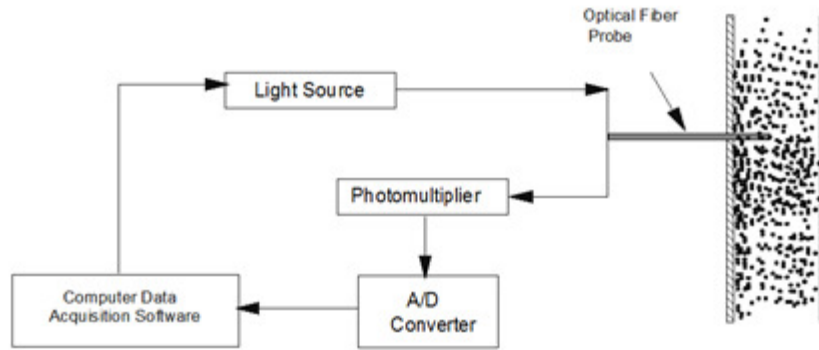 Optical Fiber
Probe
Light Source
Photomultiplier
A/D
Converter
Computer Data
Acquisition Software